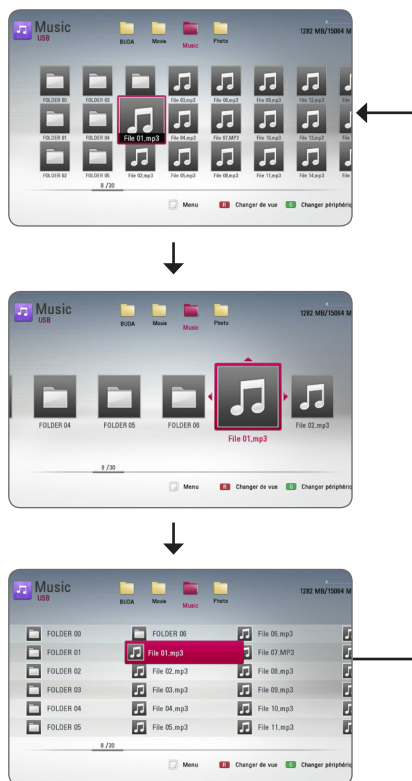 Music
USB
BUDA Movie Music Photo
1282 MB/15064 M
FOLDER 00 FOLDER 03 File 03.mp3 File 06.mp3 File 09.mp3 File 12.mp3 File
FOLDER 01 FOLDER 04 File 01.mp3 File 04.mp3 File 07.MP3 File 10.mp3 File 13.mp3 File
FOLDER 02 FOLDER 05 File 02.mp3 File 05.mp3 File 08.mp3 File 11.mp3 File 14.mp3 File
8 /30
Menu R Changer de vue G Changer périphériq
Music
USB
BUDA Movie Music Photo
1282 MB/15064 M
FOLDER 04 FOLDER 05 FOLDER 06 File 01.mp3 File 02.mp3
8 /30
Menu R Changer de vue G Changer périphériq
Music
USB
BUDA Movie Music Photo
1282 MB/15064 M
FOLDER 00 FOLDER 06 File 06.mp3
FOLDER 01 File 01.mp3 File 07.MP3
FOLDER 02 File 02.mp3 File 08.mp3
FOLDER 03 File 03.mp3 File 09.mp3
FOLDER 04 File 04.mp3 File 10.mp3
FOLDER 05 File 05.mp3 File 11.mp3
8 /30
Menu R Changer de vue G Changer périphériq